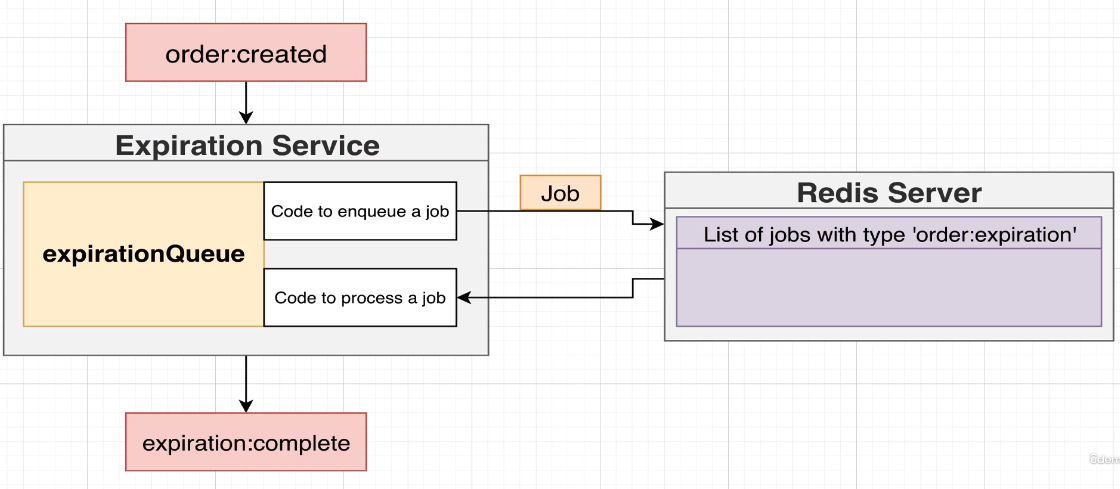 order:created
Expiration Service
expirationQueue
Code to enqueue a job
Code to process a job
Job
Redis Server
List of jobs with type 'order:expiration'
expiration:complete